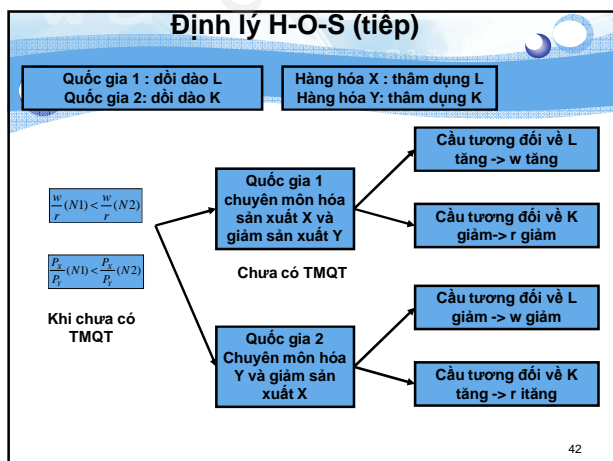 Định lý H-O-S (tiếp)
Quốc gia 1 : dồi dào L
Quốc gia 2: dồi dào K
Hàng hóa X : thâm dụng L
Hàng hóa Y: thâm dụng K
w/r (N1) < w/r (N2)
P_X/P_Y (N1) < P_X/P_Y (N2)
Khi chưa có
TMQT
Quốc gia 1
chuyên môn hóa
sản xuất X và
giảm sản xuất Y
Chưa có TMQT
Quốc gia 2
Chuyên môn hóa
Y và giảm sản
xuất X
Cầu tương đối về L
tăng -> w tăng
Cầu tương đối về K
giảm-> r giảm
Cầu tương đối về L
giảm -> w giảm
Cầu tương đối về K
tăng -> r ităng
42